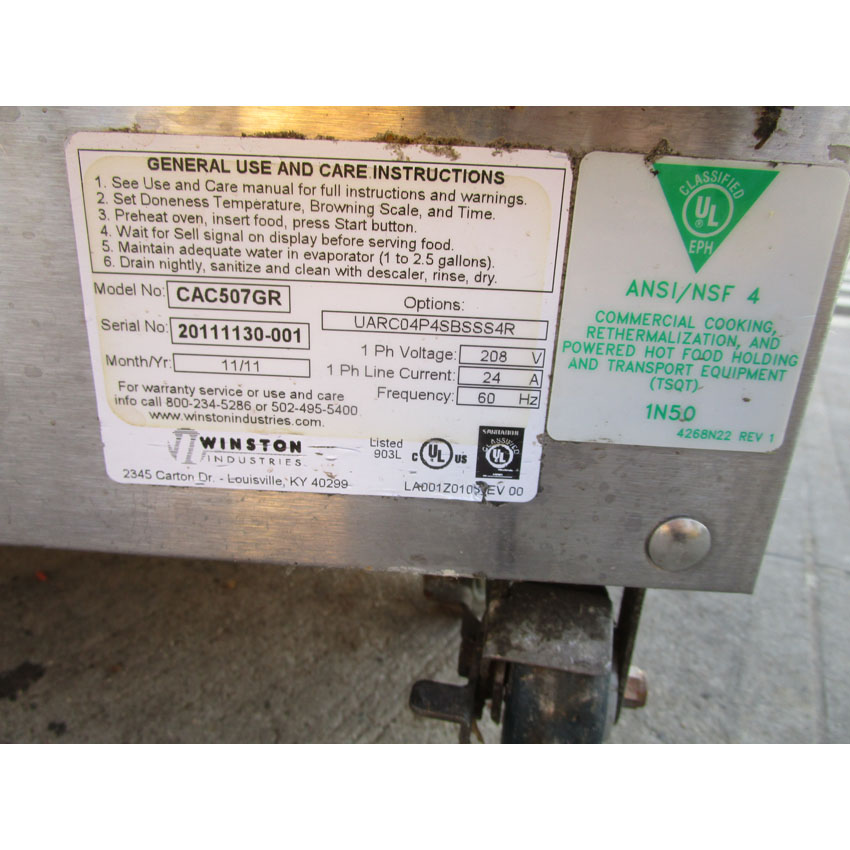 GENERAL USE AND CARE INSTRUCTIONS
1. See Use and Care manual for full instructions and warnings.
2. Set Doneness Temperature, Browning Scale, and Time.
3. Preheat oven, insert food, press Start button.
4. Wait for Sell signal on display before serving food.
5. Maintain adequate water in evaporator (1 to 2.5 gallons).
6. Drain nightly, sanitize and clean with descaler, rinse, dry.
Model No: CAC507GR
Serial No: 20111130-001
Month/Yr: 11/11
Options:
UARC04P4SBSSS4R
1 Ph Voltage: 208 V
1 Ph Line Current: 24 A
Frequency: 60 Hz
For warranty service or use and care
info call 800-234-5286 or 502-495-5400
www.winstonindustries.com.
WINSTON
INDUSTRIES
2345 Carton Dr. - Louisville, KY 40299
Listed
903L
C UL US
SANITATION
CLASSIFIED
UL
LA001Z0105 EV 00
CLASSIFIED
UL
EPH
ANSI/NSF 4
COMMERCIAL COOKING,
RETHERMALIZATION, AND
POWERED HOT FOOD HOLDING
AND TRANSPORT EQUIPMENT
(TSQT)
1N50
4268N22 REV 1